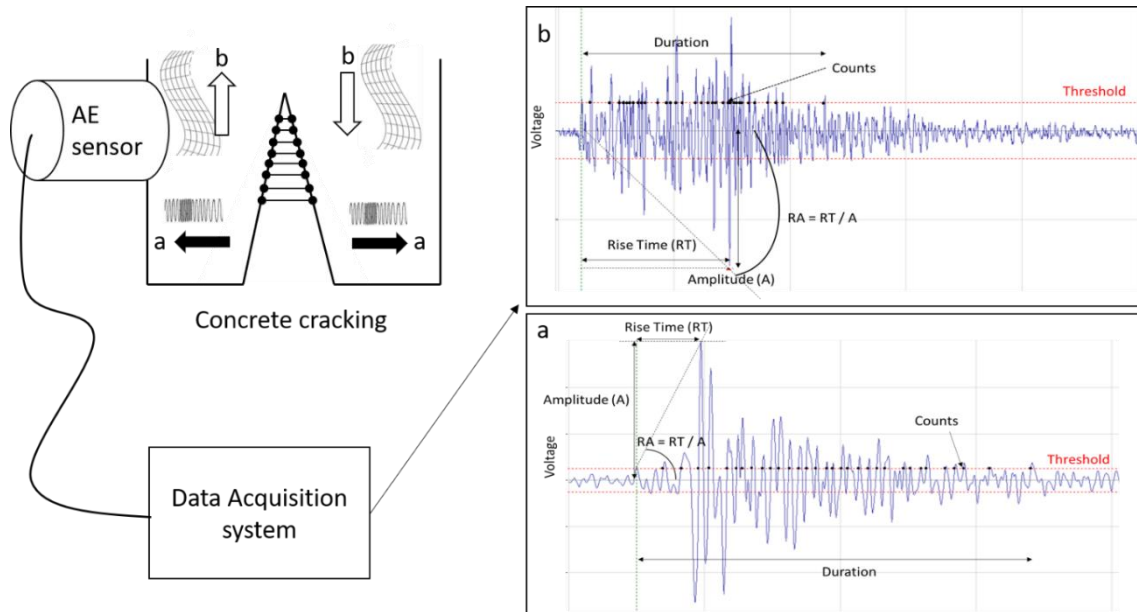 b
b
AE
sensor
a
a
Concrete cracking
Data Acquisition
system
b
Duration
Counts
Threshold
Voltage
RA = RT / A
Rise Time (RT)
Amplitude (A)
a
Rise Time (RT)
Amplitude (A)
Counts
RA = RT / A
Threshold
Voltage
Duration